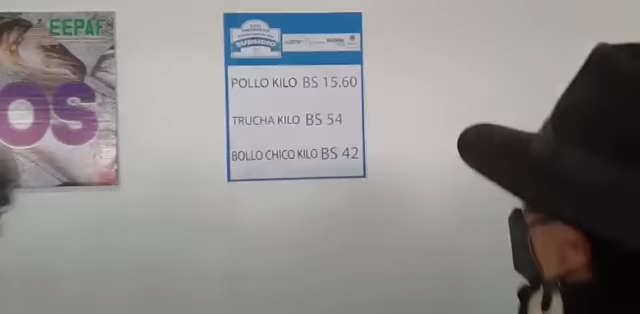 EEPAF
OS
SUBSIDIO
POLLO KILO BS 15.60
TRUCHA KILO BS 54
BOLLO CHICO KILO BS 42